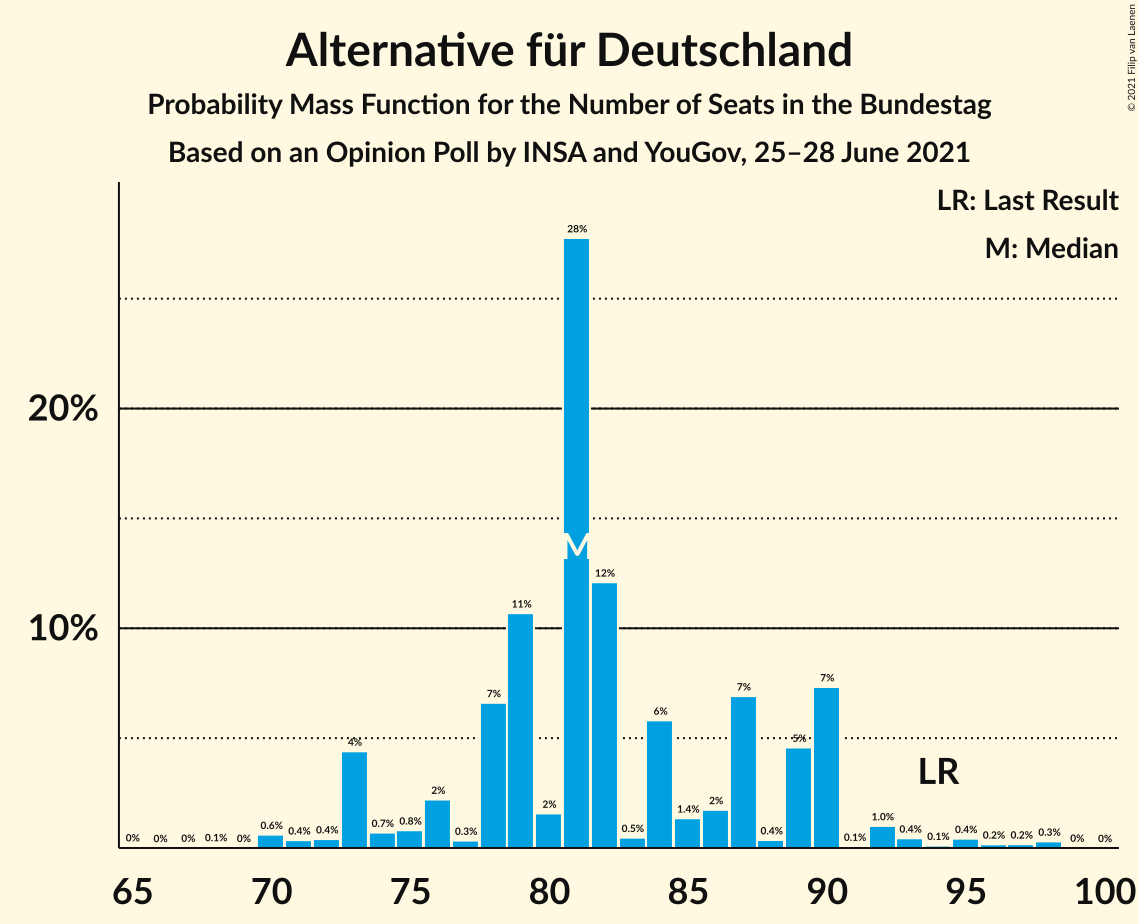 Alternative für Deutschland
Probability Mass Function for the Number of Seats in the Bundestag
Based on an Opinion Poll by INSA and YouGov, 25–28 June 2021
© 2021 Filip van Laenen
LR: Last Result
M: Median
20%
10%
0% 0% 0% 0.1% 0% 0.6% 0.4% 0.4% 4% 0.7% 0.8% 2% 0.3% 7% 11% 2% 28% 12% 0.5% 6% 1.4% 2% 7% 0.4% 5% 7% 0.1% 1.0% 0.4% 0.1% 0.4% 0.2% 0.2% 0.3% 0% 0%
M
LR
65 70 75 80 85 90 95 100